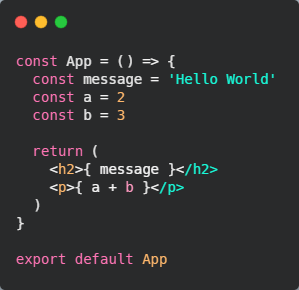 const App = () => {
  const message = 'Hello World'
  const a = 2
  const b = 3

  return (
    <h2>{ message }</h2>
    <p>{ a + b }</p>
  )
}

export default App